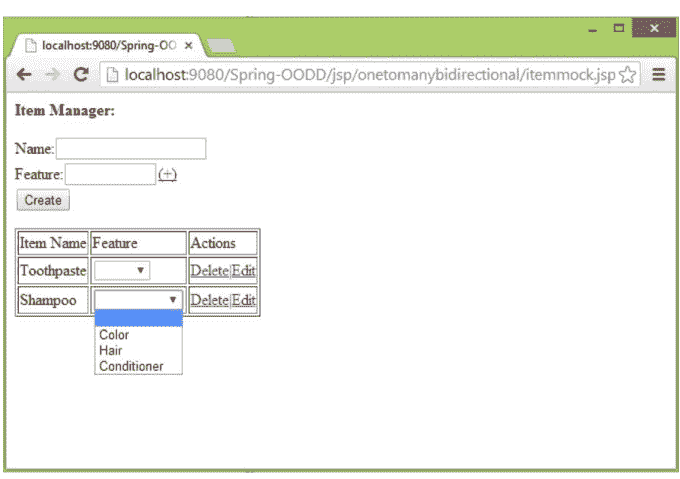 localhost:9080/Spring-OO
localhost:9080/Spring-OODD/jsp/onetomanybidirectional/itemmock.jsp
Item Manager:
Name:
Feature: (+)
Create
Item Name Feature Actions
Toothpaste Delete|Edit
Shampoo Delete|Edit
Color
Hair
Conditioner